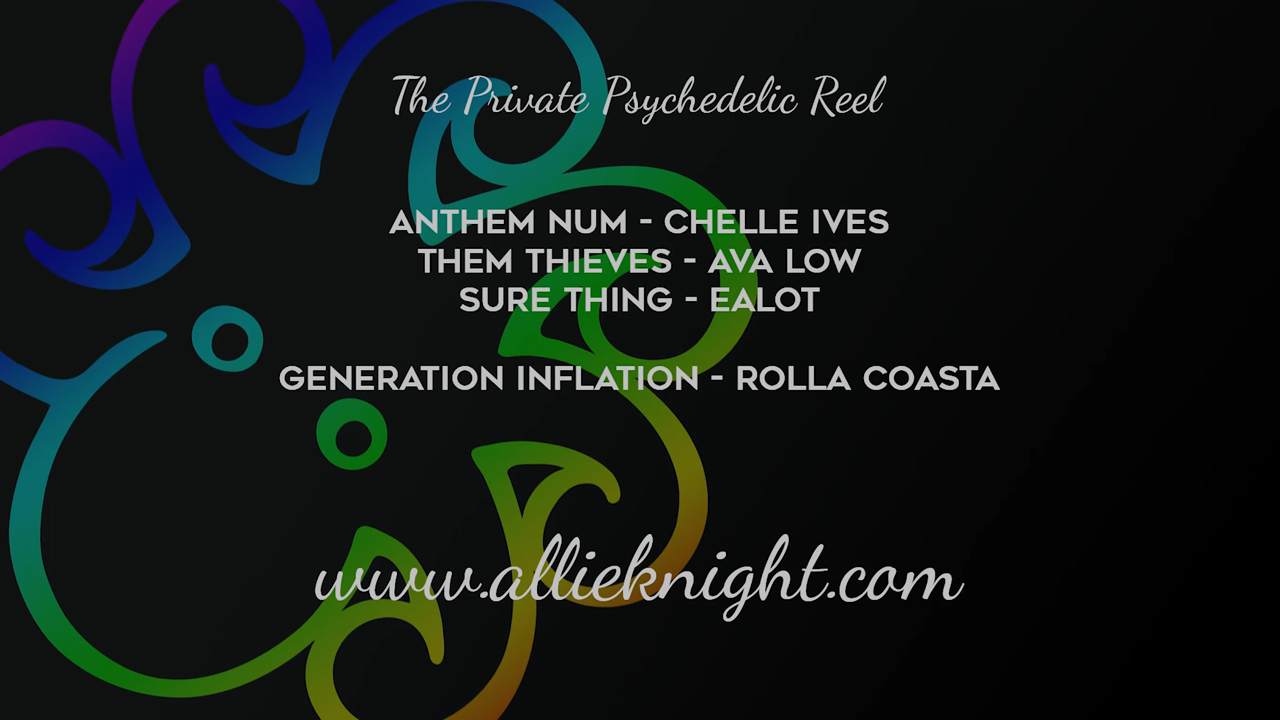 The Private Psychedelic Reel
ANTHEM NUM - CHELLE IVES
THEM THIEVES - AVA LOW
SURE THING - EALOT
GENERATION INFLATION - ROLLA COASTA
www.allieknight.com